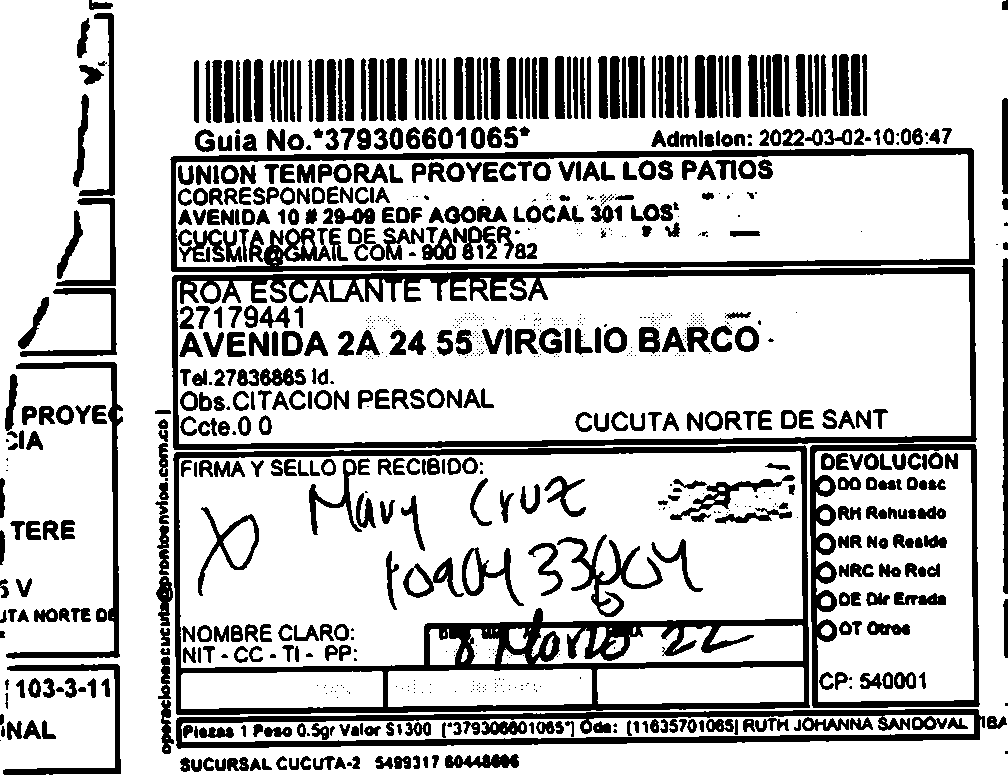 Guia No.*379306601065*
Admision: 2022-03-02-10:06:47
UNION TEMPORAL PROYECTO VIAL LOS PATIOS
CORRESPONDENCIA
AVENIDA 10 # 29-09 EDF AGORA LOCAL 301 LOS
CUCUTA NORTE DE SANTANDER
YEISMIR@GMAIL COM - 900 812 782
ROA ESCALANTE TERESA
27179441
AVENIDA 2A 24 55 VIRGILIO BARCO
Tel.27836865 Id.
Obs.CITACION PERSONAL
Ccte.0 0
CUCUTA NORTE DE SANT
operacionescucuta@prontoenvios.com.co
FIRMA Y SELLO DE RECIBIDO:
Mary Cruz
NOMBRE CLARO:
NIT - CC - TI - PP:
8 Marzo 22
DEVOLUCIÓN
DD Dest Desc
RH Rehusado
NR No Reside
NRC No Recl
DE Dir Errada
OT Otros
CP: 540001
Piezas 1 Peso 0.5gr Valor $1300 [*379306601065*] Ode: [11635701065] RUTH JOHANNA SANDOVAL
SUCURSAL CUCUTA-2 5499317
PROYEC
CIA
TERE
V
UTA NORTE DE
103-3-11
NAL